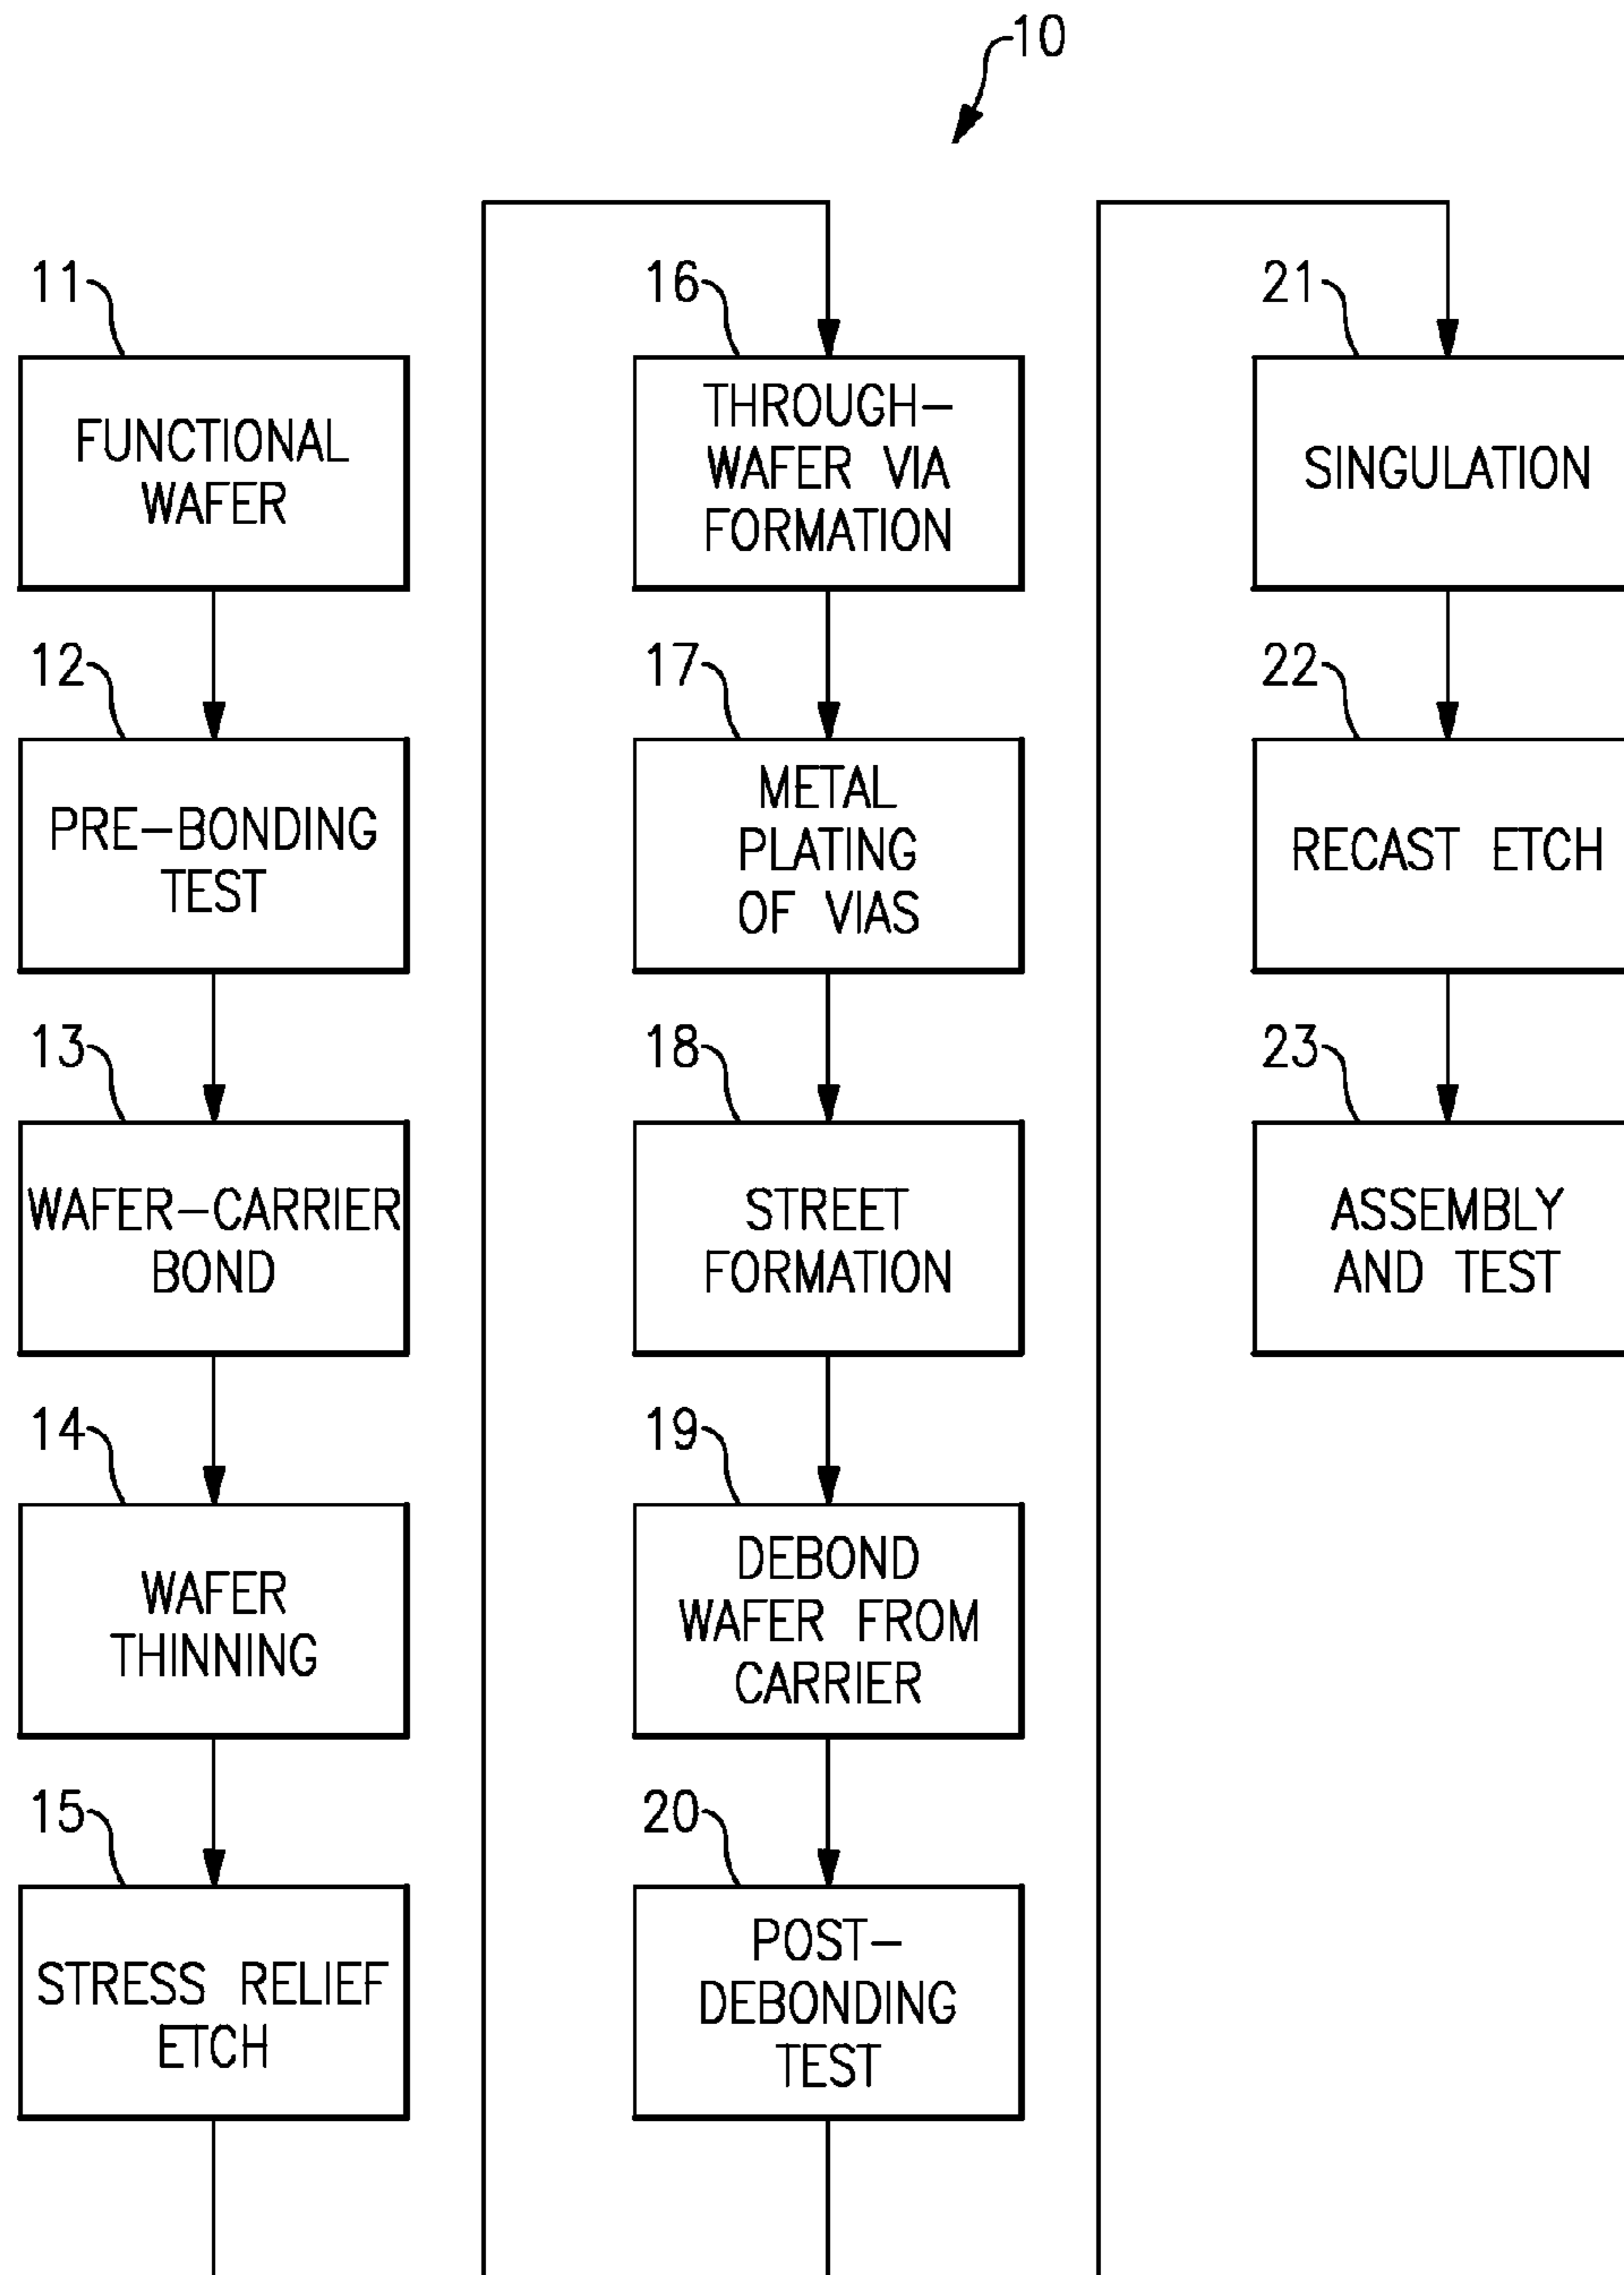 10
11
FUNCTIONAL
WAFER
12
PRE-BONDING
TEST
13
WAFER-CARRIER
BOND
14
WAFER
THINNING
15
STRESS RELIEF
ETCH
16
THROUGH-
WAFER VIA
FORMATION
17
METAL
PLATING
OF VIAS
18
STREET
FORMATION
19
DEBOND
WAFER FROM
CARRIER
20
POST-
DEBONDING
TEST
21
SINGULATION
22
RECAST ETCH
23
ASSEMBLY
AND TEST